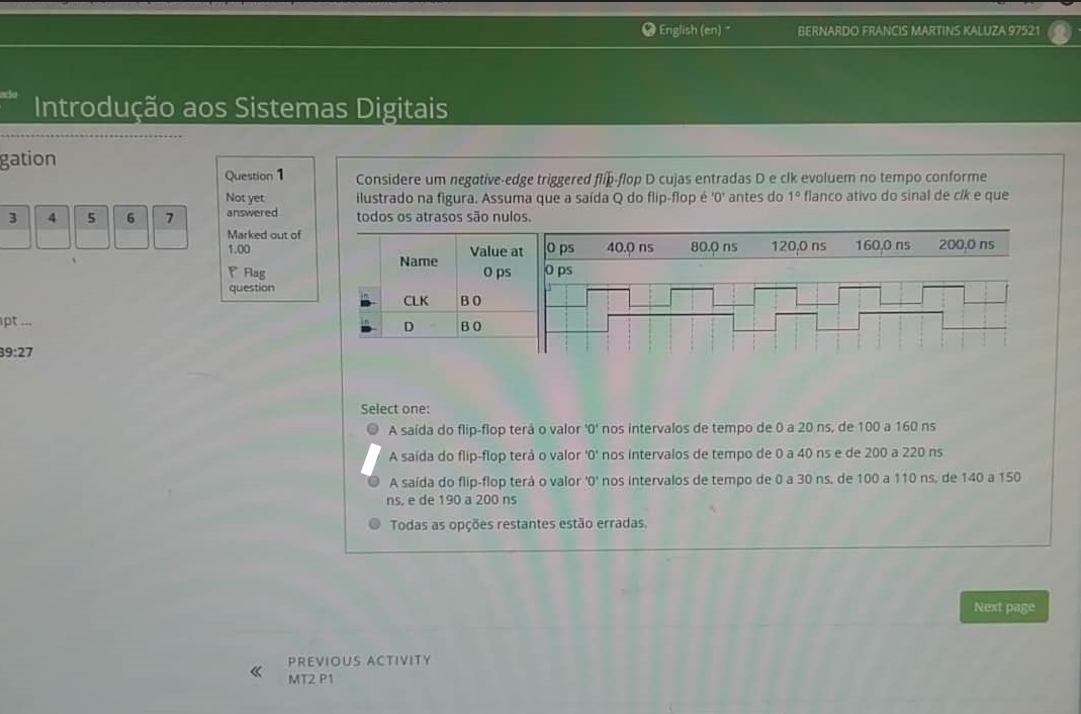 English (en)
BERNARDO FRANCIS MARTINS KALUZA 97521
ade
Introdução aos Sistemas Digitais
gation
3 4 5 6 7
39:27
Question 1
Not yet
answered
Marked out of
1.00
Flag
question
Considere um negative-edge triggered flip-flop D cujas entradas D e clk evoluem no tempo conforme
ilustrado na figura. Assuma que a saída Q do flip-flop é '0' antes do 1º flanco ativo do sinal de clk e que
todos os atrasos são nulos.
Name
Value at
0 ps
0 ps 40,0 ns 80,0 ns 120,0 ns 160,0 ns 200,0 ns
0 ps
in CLK B 0
in D B 0
Select one:
A saída do flip-flop terá o valor '0' nos intervalos de tempo de 0 a 20 ns, de 100 a 160 ns
A saída do flip-flop terá o valor '0' nos intervalos de tempo de 0 a 40 ns e de 200 a 220 ns
A saída do flip-flop terá o valor '0' nos intervalos de tempo de 0 a 30 ns, de 100 a 110 ns, de 140 a 150
ns, e de 190 a 200 ns
Todas as opções restantes estão erradas.
Next page
PREVIOUS ACTIVITY
MT2 P1